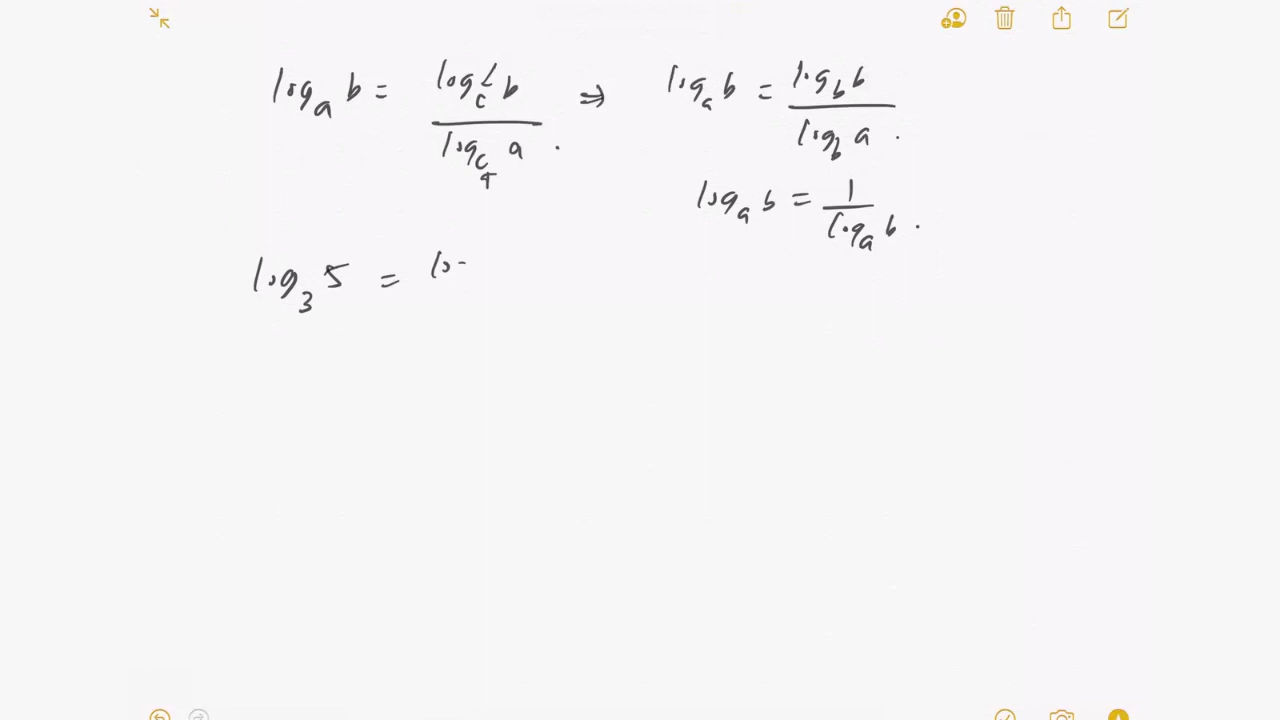 log_a b = log_c b / log_c a . ⇒ log_a b = log_b b / log_b a .
log_a b = 1 / log_a b .
log_3 5 = lo